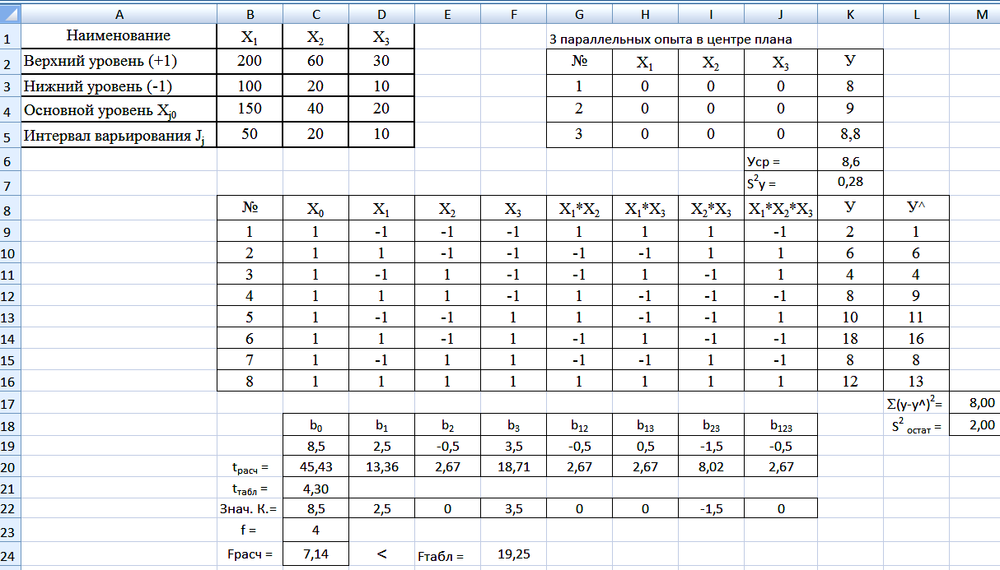 A B C D E F G H I J K L M
1 Наименование X₁ X₂ X₃ 3 параллельных опыта в центре плана
2 Верхний уровень (+1) 200 60 30 № X₁ X₂ X₃ У
3 Нижний уровень (-1) 100 20 10 1 0 0 0 8
4 Основной уровень Xⱼ₀ 150 40 20 2 0 0 0 9
5 Интервал варьирования Jⱼ 50 20 10 3 0 0 0 8,8
6 Уср = 8,6
7 S²y = 0,28
8 № X₀ X₁ X₂ X₃ X₁*X₂ X₁*X₃ X₂*X₃ X₁*X₂*X₃ У У^
9 1 1 -1 -1 -1 1 1 1 -1 2 1
10 2 1 1 -1 -1 -1 -1 1 1 6 6
11 3 1 -1 1 -1 -1 1 -1 1 4 4
12 4 1 1 1 -1 1 -1 -1 -1 8 9
13 5 1 -1 -1 1 1 -1 -1 1 10 11
14 6 1 1 -1 1 -1 1 -1 -1 18 16
15 7 1 -1 1 1 -1 -1 1 -1 8 8
16 8 1 1 1 1 1 1 1 1 12 13
17 Σ(y-y^)²= 8,00
18 b₀ b₁ b₂ b₃ b₁₂ b₁₃ b₂₃ b₁₂₃ S² остат = 2,00
19 8,5 2,5 -0,5 3,5 -0,5 0,5 -1,5 -0,5
20 tрасч = 45,43 13,36 2,67 18,71 2,67 2,67 8,02 2,67
21 tтабл = 4,30
22 Знач. К.= 8,5 2,5 0 3,5 0 0 -1,5 0
23 f = 4
24 Fрасч = 7,14 < Fтабл = 19,25